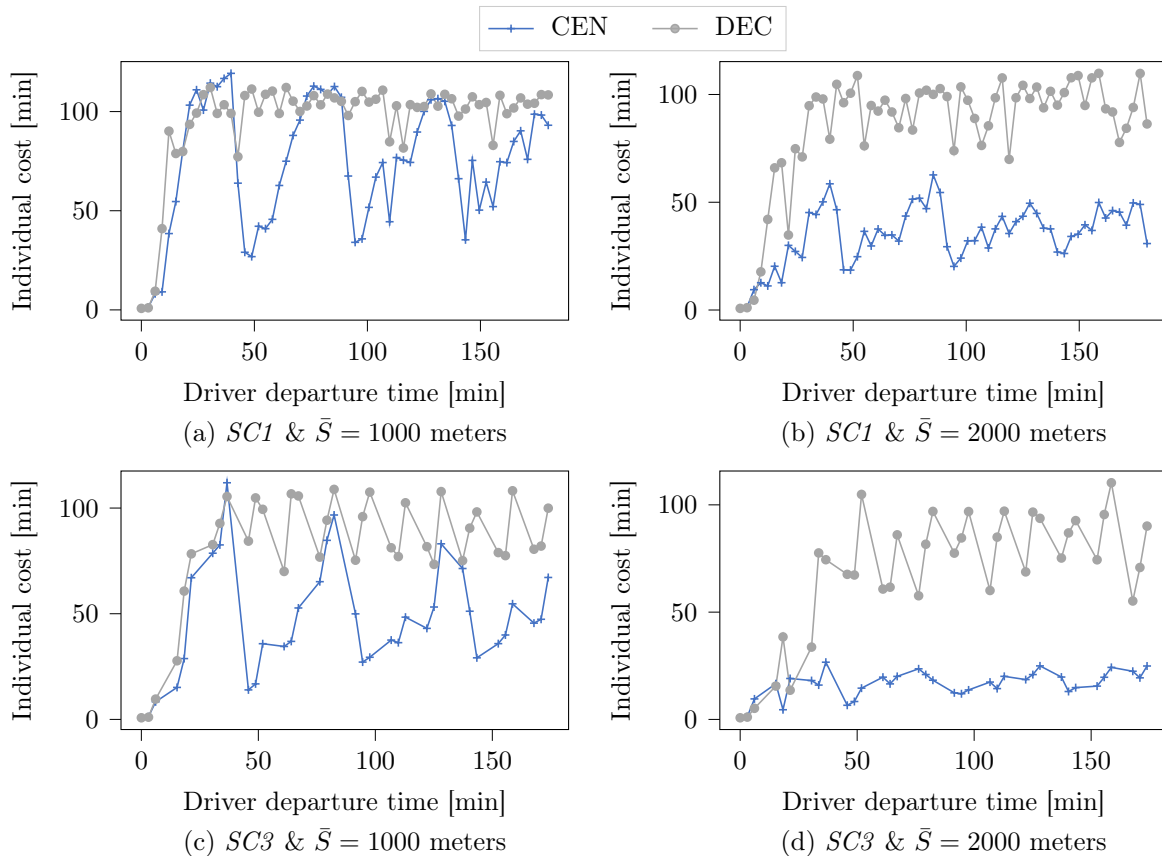 CEN DEC
Individual cost [min]
100
50
0
0 50 100 150
Driver departure time [min]
(a) SC1 & S̄ = 1000 meters
Individual cost [min]
100
50
0
0 50 100 150
Driver departure time [min]
(b) SC1 & S̄ = 2000 meters
Individual cost [min]
100
50
0
0 50 100 150
Driver departure time [min]
(c) SC3 & S̄ = 1000 meters
Individual cost [min]
100
50
0
0 50 100 150
Driver departure time [min]
(d) SC3 & S̄ = 2000 meters